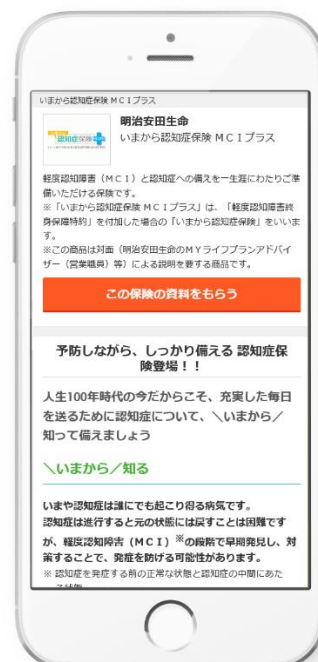 いまから認知症保険 MCIプラス
認知症保険
明治安田生命
いまから認知症保険 MCIプラス
軽度認知障害（MCI）と認知症への備えを一生涯にわたりご準
備いただける保険です。
※「いまから認知症保険 MCIプラス」は、「軽度認知障害終
身保障特約」を付加した場合の「いまから認知症保険」をいいま
す。
※この商品は対面（明治安田生命のMYライフプランアドバイ
ザー（営業職員）等）による説明を要する商品です。
この保険の資料をもらう
予防しながら、しっかり備える 認知症保
険登場！！
人生100年時代の今だからこそ、充実した毎日
を送るために認知症について、＼いまから／
知って備えましょう
＼いまから／知る
いまや認知症は誰にでも起こり得る病気です。
認知症は進行すると元の状態には戻すことは困難です
が、軽度認知障害（MCI）※の段階で早期発見し、対
策することで、発症を防げる可能性があります。
※ 認知症を発症する前の正常な状態と認知症の中間にあた